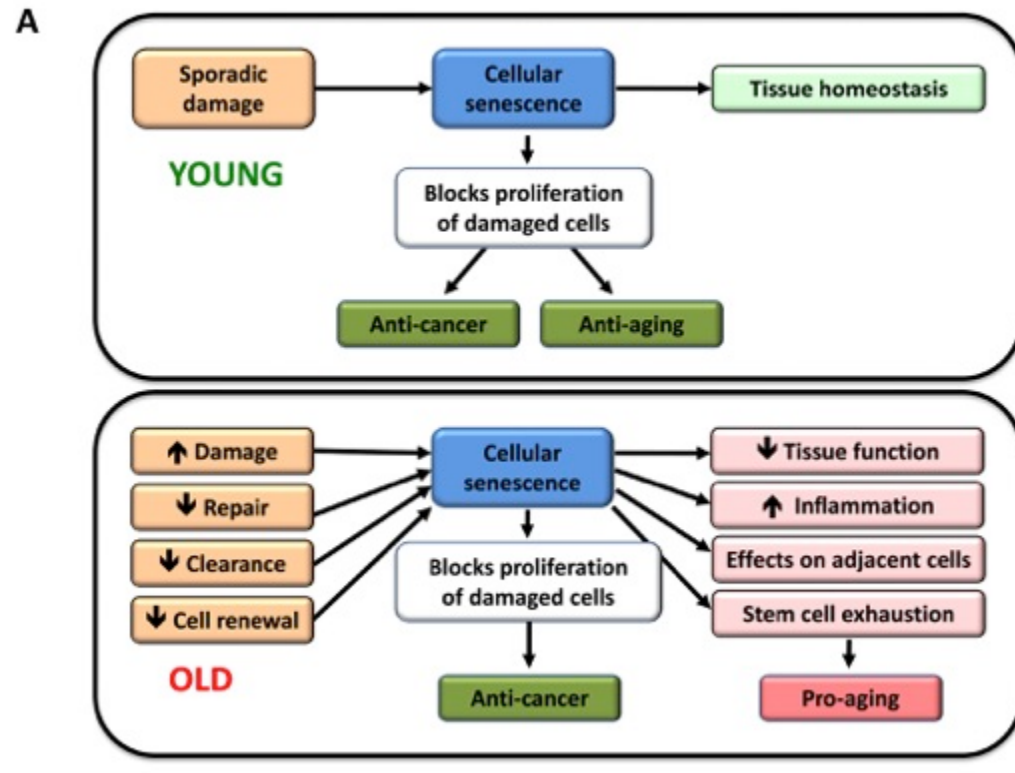 A
Sporadic
damage
Cellular
senescence
Tissue homeostasis
YOUNG
Blocks proliferation
of damaged cells
Anti-cancer
Anti-aging
↑ Damage
↓ Repair
↓ Clearance
↓ Cell renewal
OLD
Cellular
senescence
Blocks proliferation
of damaged cells
Anti-cancer
↓ Tissue function
↑ Inflammation
Effects on adjacent cells
Stem cell exhaustion
Pro-aging